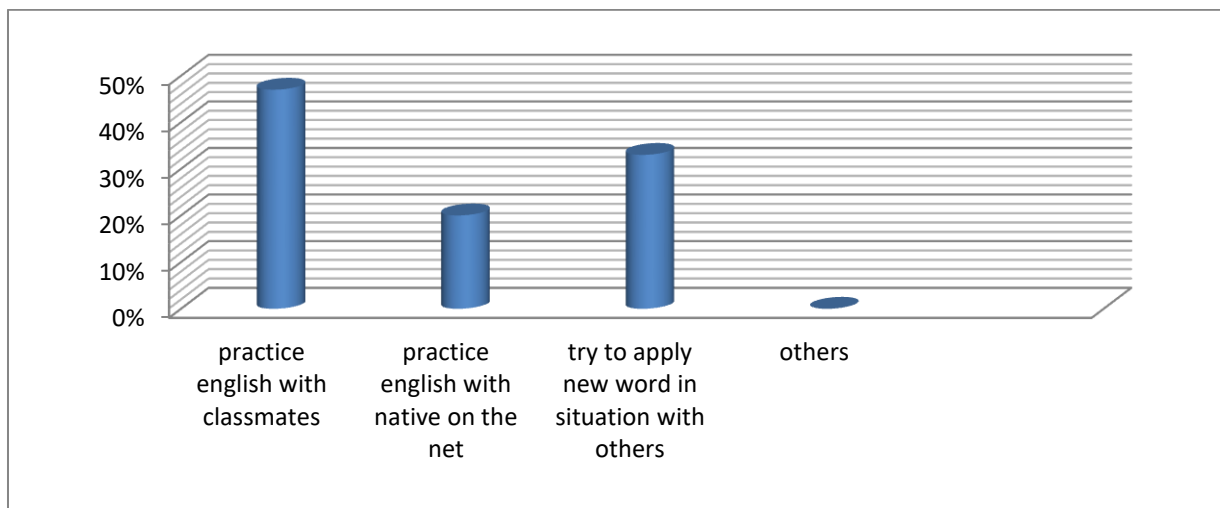 50%
40%
30%
20%
10%
0%
practice
english with
classmates
practice
english with
native on the
net
try to apply
new word in
situation with
others
others